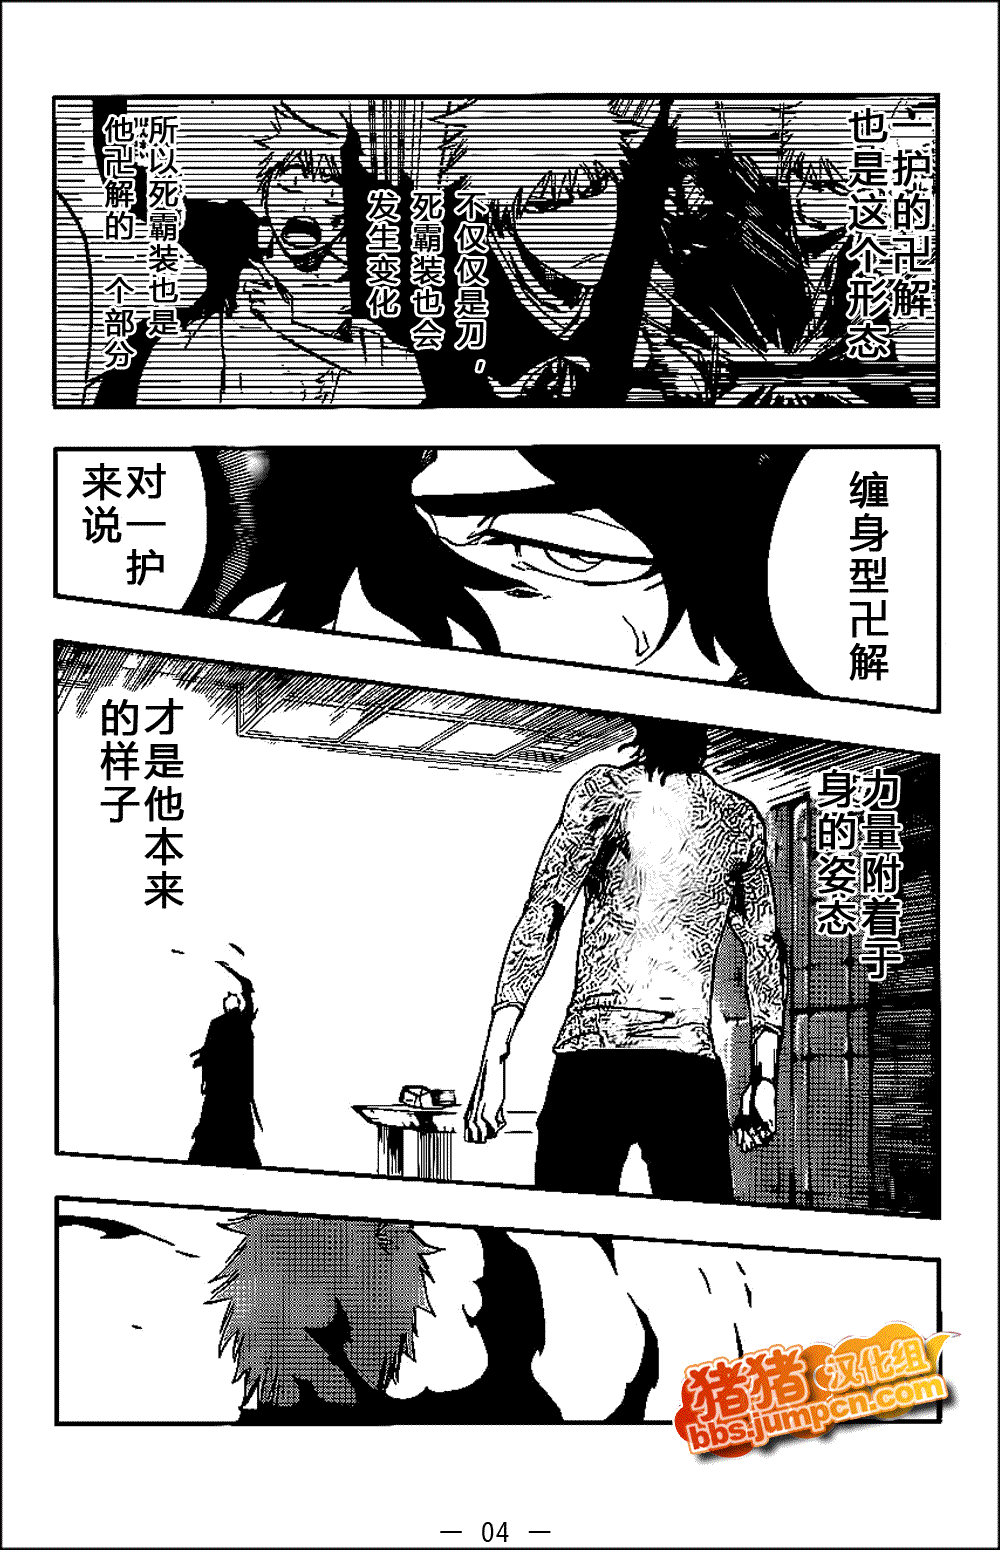 一护的卍解
也是这个形态
不仅仅是刀，
死霸装也会
发生变化
所以死霸装也是
他卍解的一个部分
缠身型卍解
对一护
来说
力量附着于
身的姿态
才是他本来
的样子
猪猪汉化组
bbs.jumpcn.com
— 04 —